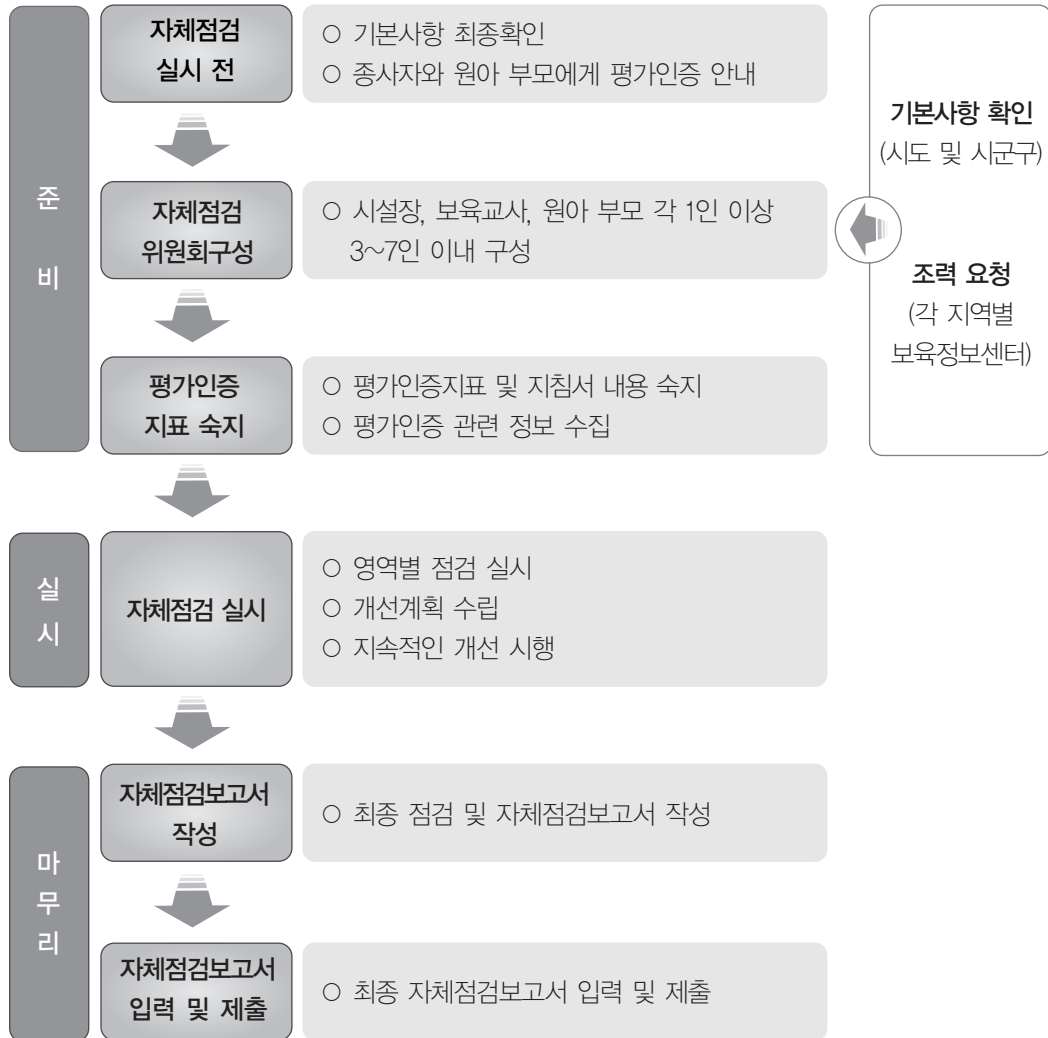 준
비
자체점검
실시 전
○ 기본사항 최종확인
○ 종사자와 원아 부모에게 평가인증 안내
자체점검
위원회구성
○ 시설장, 보육교사, 원아 부모 각 1인 이상
3~7인 이내 구성
평가인증
지표 숙지
○ 평가인증지표 및 지침서 내용 숙지
○ 평가인증 관련 정보 수집
기본사항 확인
(시도 및 시군구)
조력 요청
(각 지역별
보육정보센터)
실
시
자체점검 실시
○ 영역별 점검 실시
○ 개선계획 수립
○ 지속적인 개선 시행
마
무
리
자체점검보고서
작성
○ 최종 점검 및 자체점검보고서 작성
자체점검보고서
입력 및 제출
○ 최종 자체점검보고서 입력 및 제출